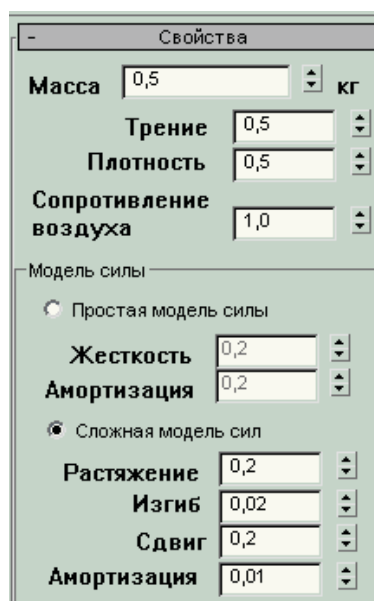 - Свойства
Масса 0,5 кг
Трение 0,5
Плотность 0,5
Сопротивление
воздуха 1,0
Модель силы
Простая модель силы
Жесткость 0,2
Амортизация 0,2
Сложная модель сил
Растяжение 0,2
Изгиб 0,02
Сдвиг 0,2
Амортизация 0,01